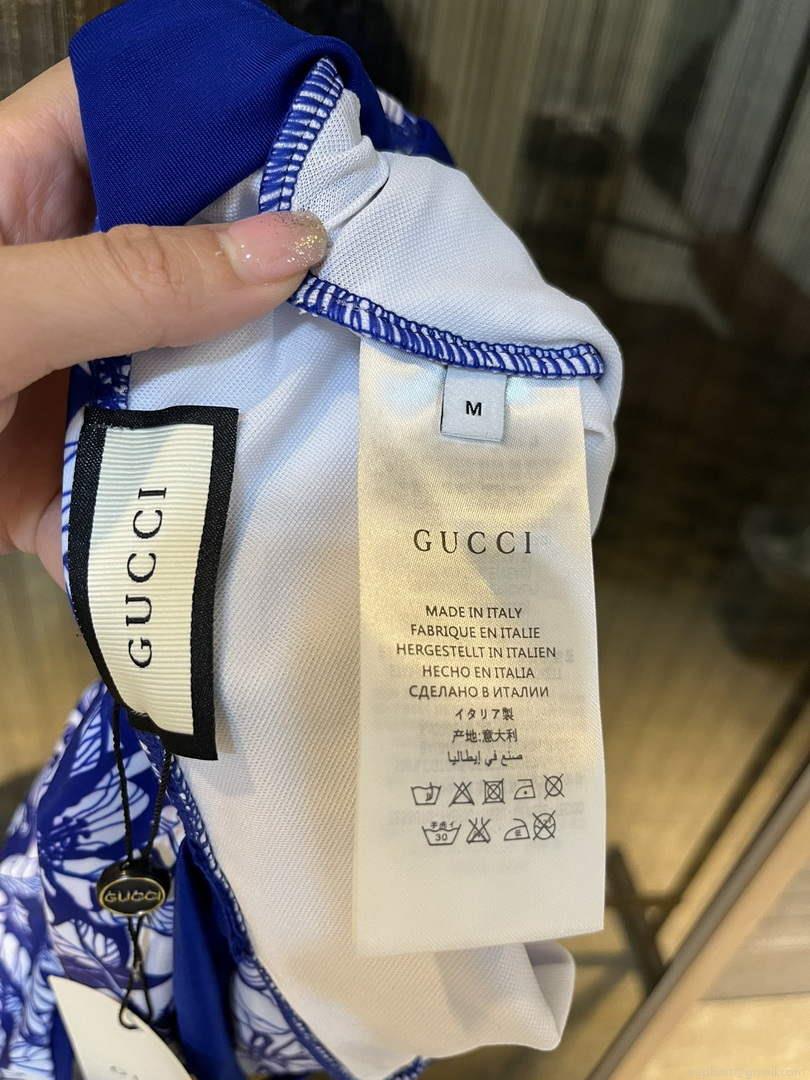 GUCCI
M
GUCCI
MADE IN ITALY
FABRIQUE EN ITALIE
HERGESTELLT IN ITALIEN
HECHO EN ITALIA
СДЕЛАНО В ИТАЛИИ
イタリア製
产地:意大利
صنع في إيطاليا
30
GUCCI